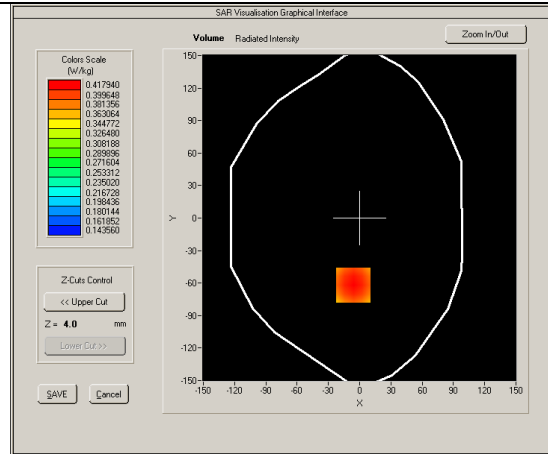 SAR Visualisation Graphical Interface
Volume Radiated Intensity
Zoom In/Out
Colors Scale
(W/kg)
0.417940
0.399648
0.381356
0.363064
0.344772
0.326480
0.308188
0.289896
0.271604
0.253312
0.235020
0.216728
0.198436
0.180144
0.161852
0.143560
Z-Cuts Control
<< Upper Cut
Z = 4.0 mm
Lower Cut >>
SAVE Cancel
150
120
90
60
30
0
-30
-60
-90
-120
-150
Y
-150 -120 -90 -60 -30 0 30 60 90 120 150
X